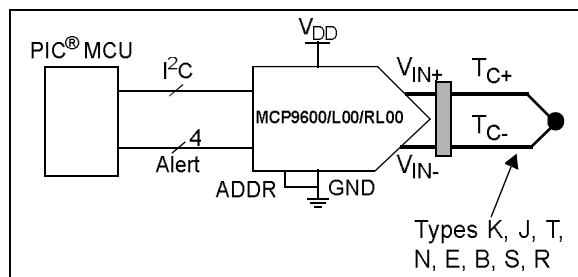 PIC® MCU
I²C
4
Alert
VDD
MCP9600/L00/RL00
ADDR
GND
VIN+
VIN-
TC+
TC-
Types K, J, T,
N, E, B, S, R